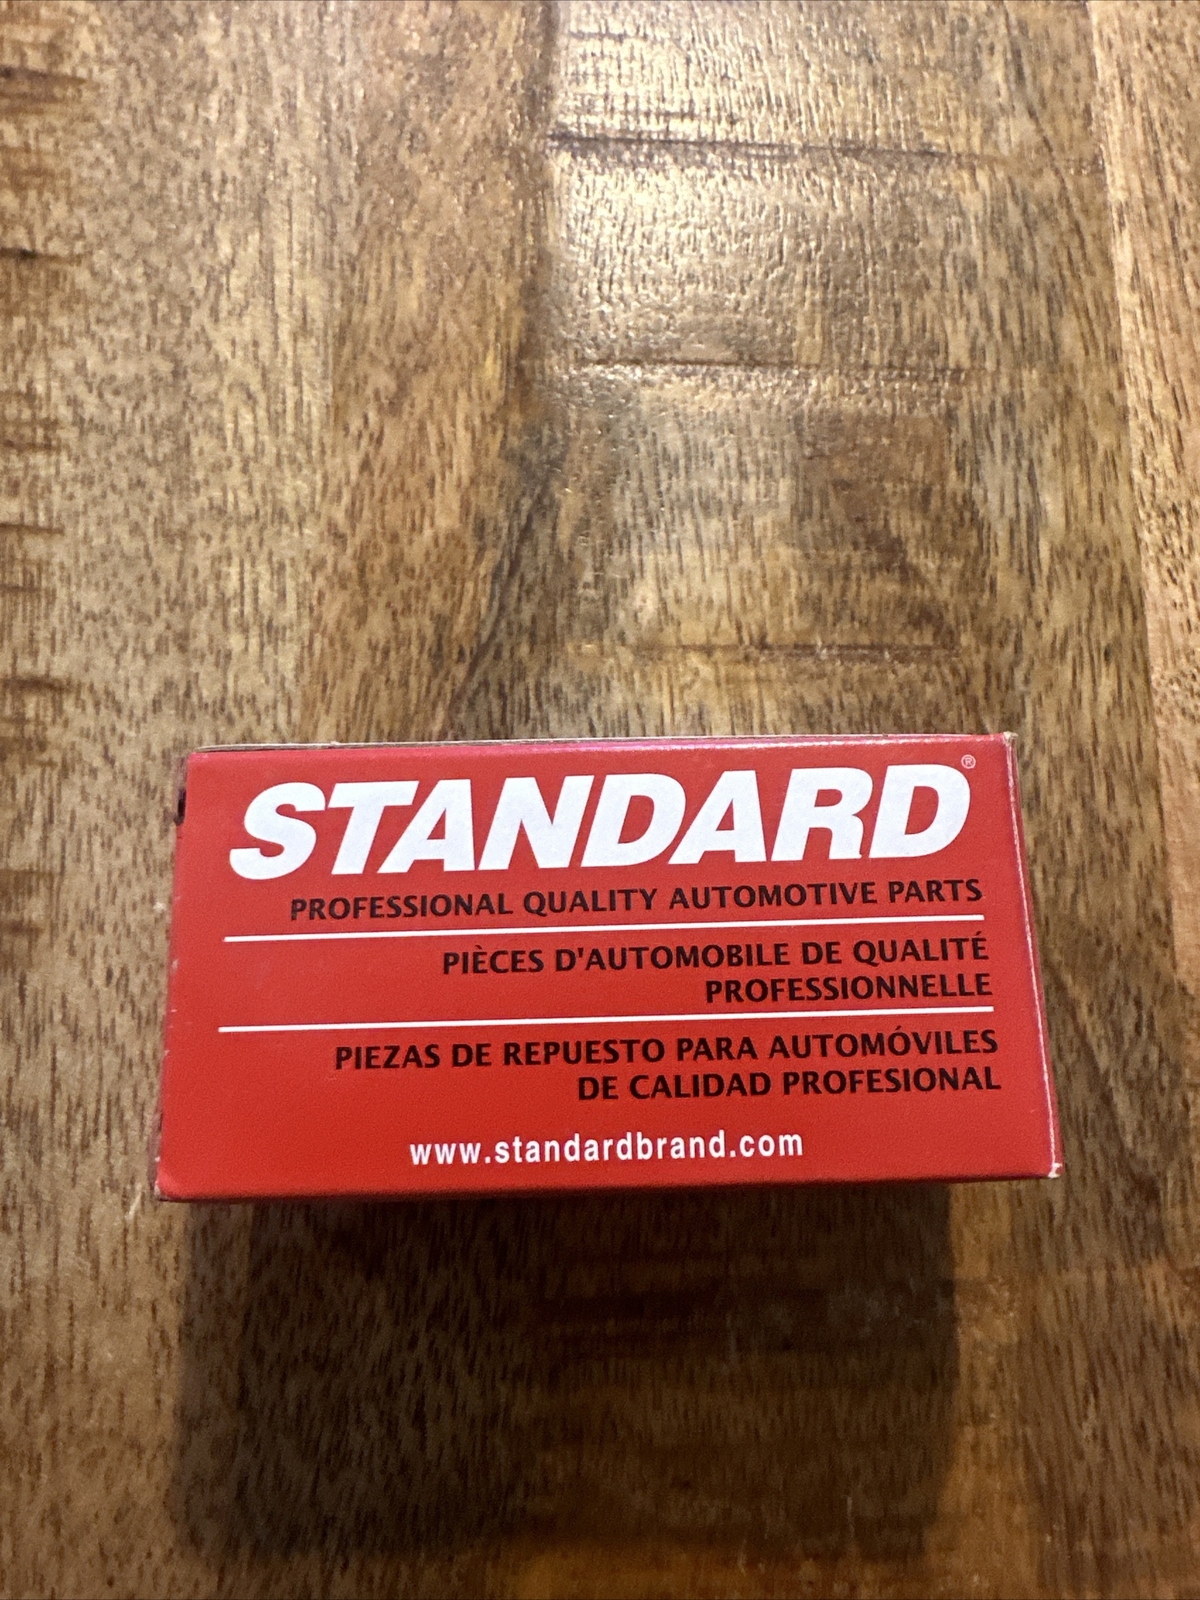 STANDARD®
PROFESSIONAL QUALITY AUTOMOTIVE PARTS
PIÈCES D'AUTOMOBILE DE QUALITÉ
PROFESSIONNELLE
PIEZAS DE REPUESTO PARA AUTOMÓVILES
DE CALIDAD PROFESIONAL
www.standardbrand.com